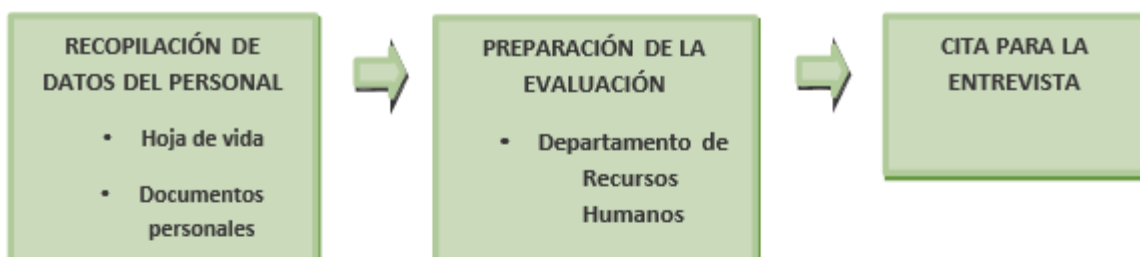 RECOPILACIÓN DE
DATOS DEL PERSONAL
• Hoja de vida
• Documentos
personales
PREPARACIÓN DE LA
EVALUACIÓN
• Departamento de
Recursos
Humanos
CITA PARA LA
ENTREVISTA